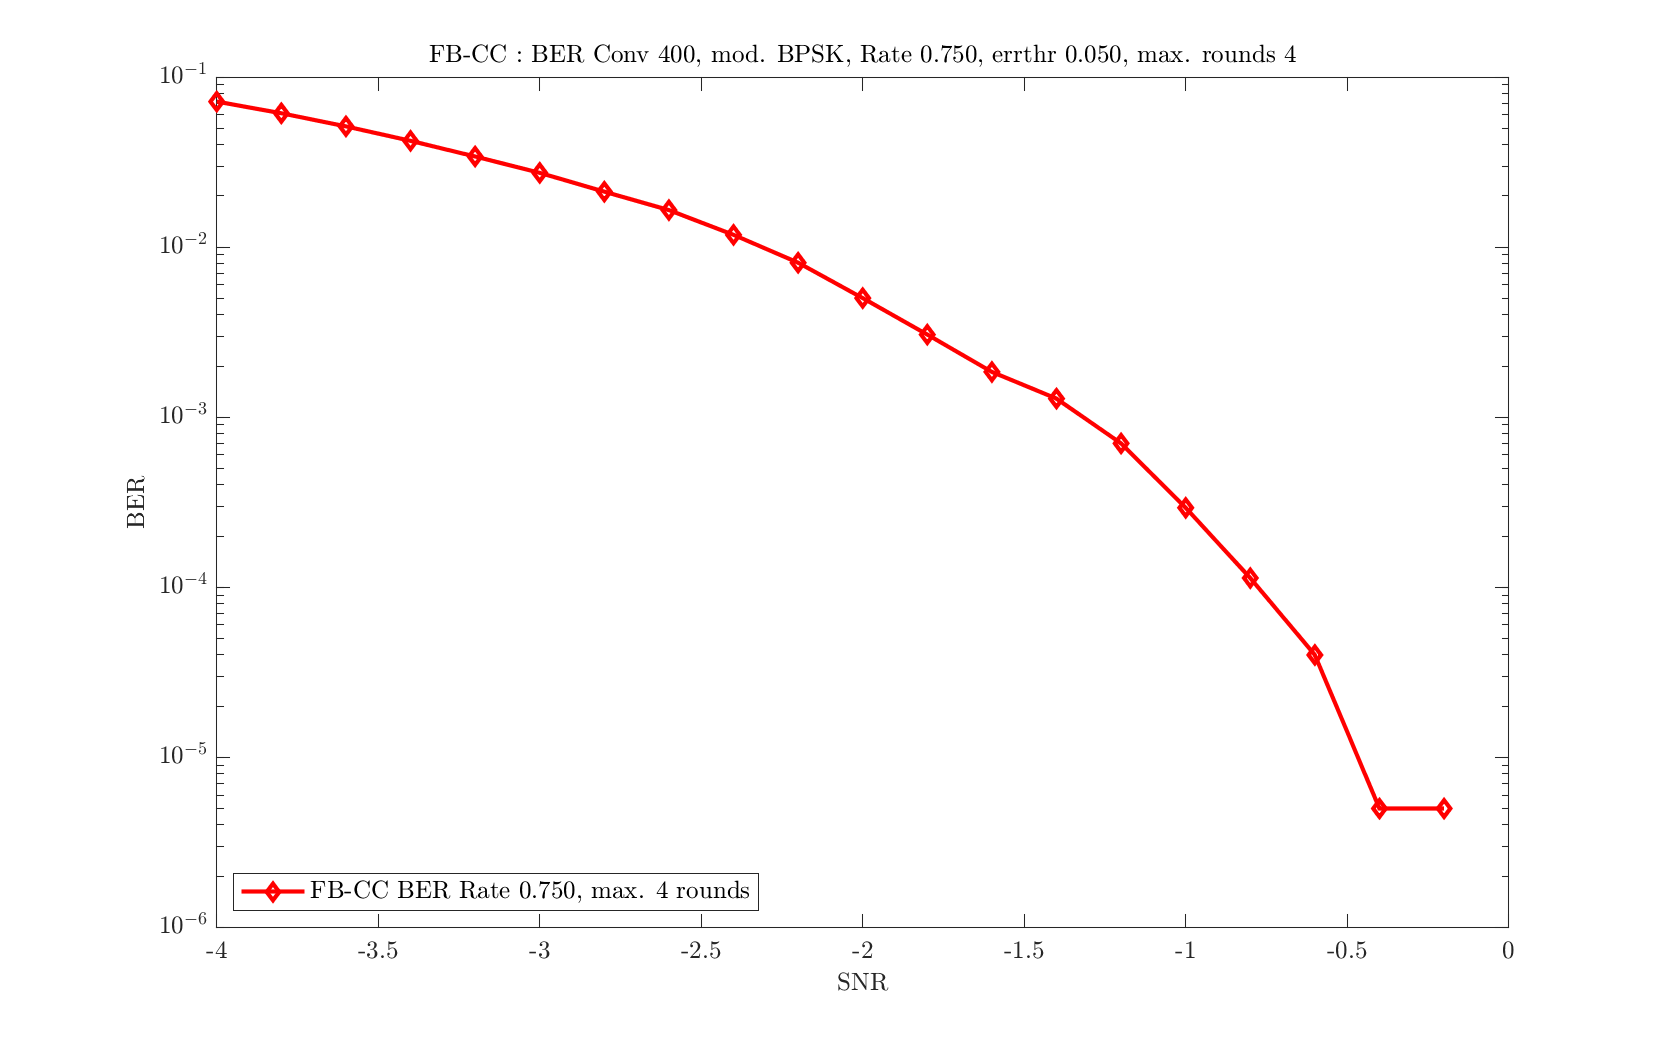 FB-CC : BER Conv 400, mod. BPSK, Rate 0.750, errthr 0.050, max. rounds 4
10⁻¹
10⁻²
10⁻³
10⁻⁴
10⁻⁵
10⁻⁶
BER
FB-CC BER Rate 0.750, max. 4 rounds
-4 -3.5 -3 -2.5 -2 -1.5 -1 -0.5 0
SNR